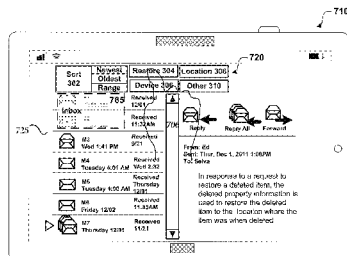 710
720
Sort 302
Newest
Oldest
Range
Restore 304
Location 306
Device 308
Other 310
Inbox
785
725
Received 12/01
Received 11:32AM
M3
Wed 1:41 PM
Received 9/21
M4
Tuesday 4:01 AM
Received Wed 2:32
M5
Tuesday 4:00 AM
Received Thursday 12/01
M6
Friday 12/02
Received 11:03AM
M7
Thursday 12/01
Received 11/21
706
Reply
Reply All
Forward
From: Ed
Sent: Thur, Dec 1, 2011 1:08PM
To: Selva
In response to a request to
restore a deleted item, the
deleted property information is
used to restore the deleted
item to the location where the
item was when deleted